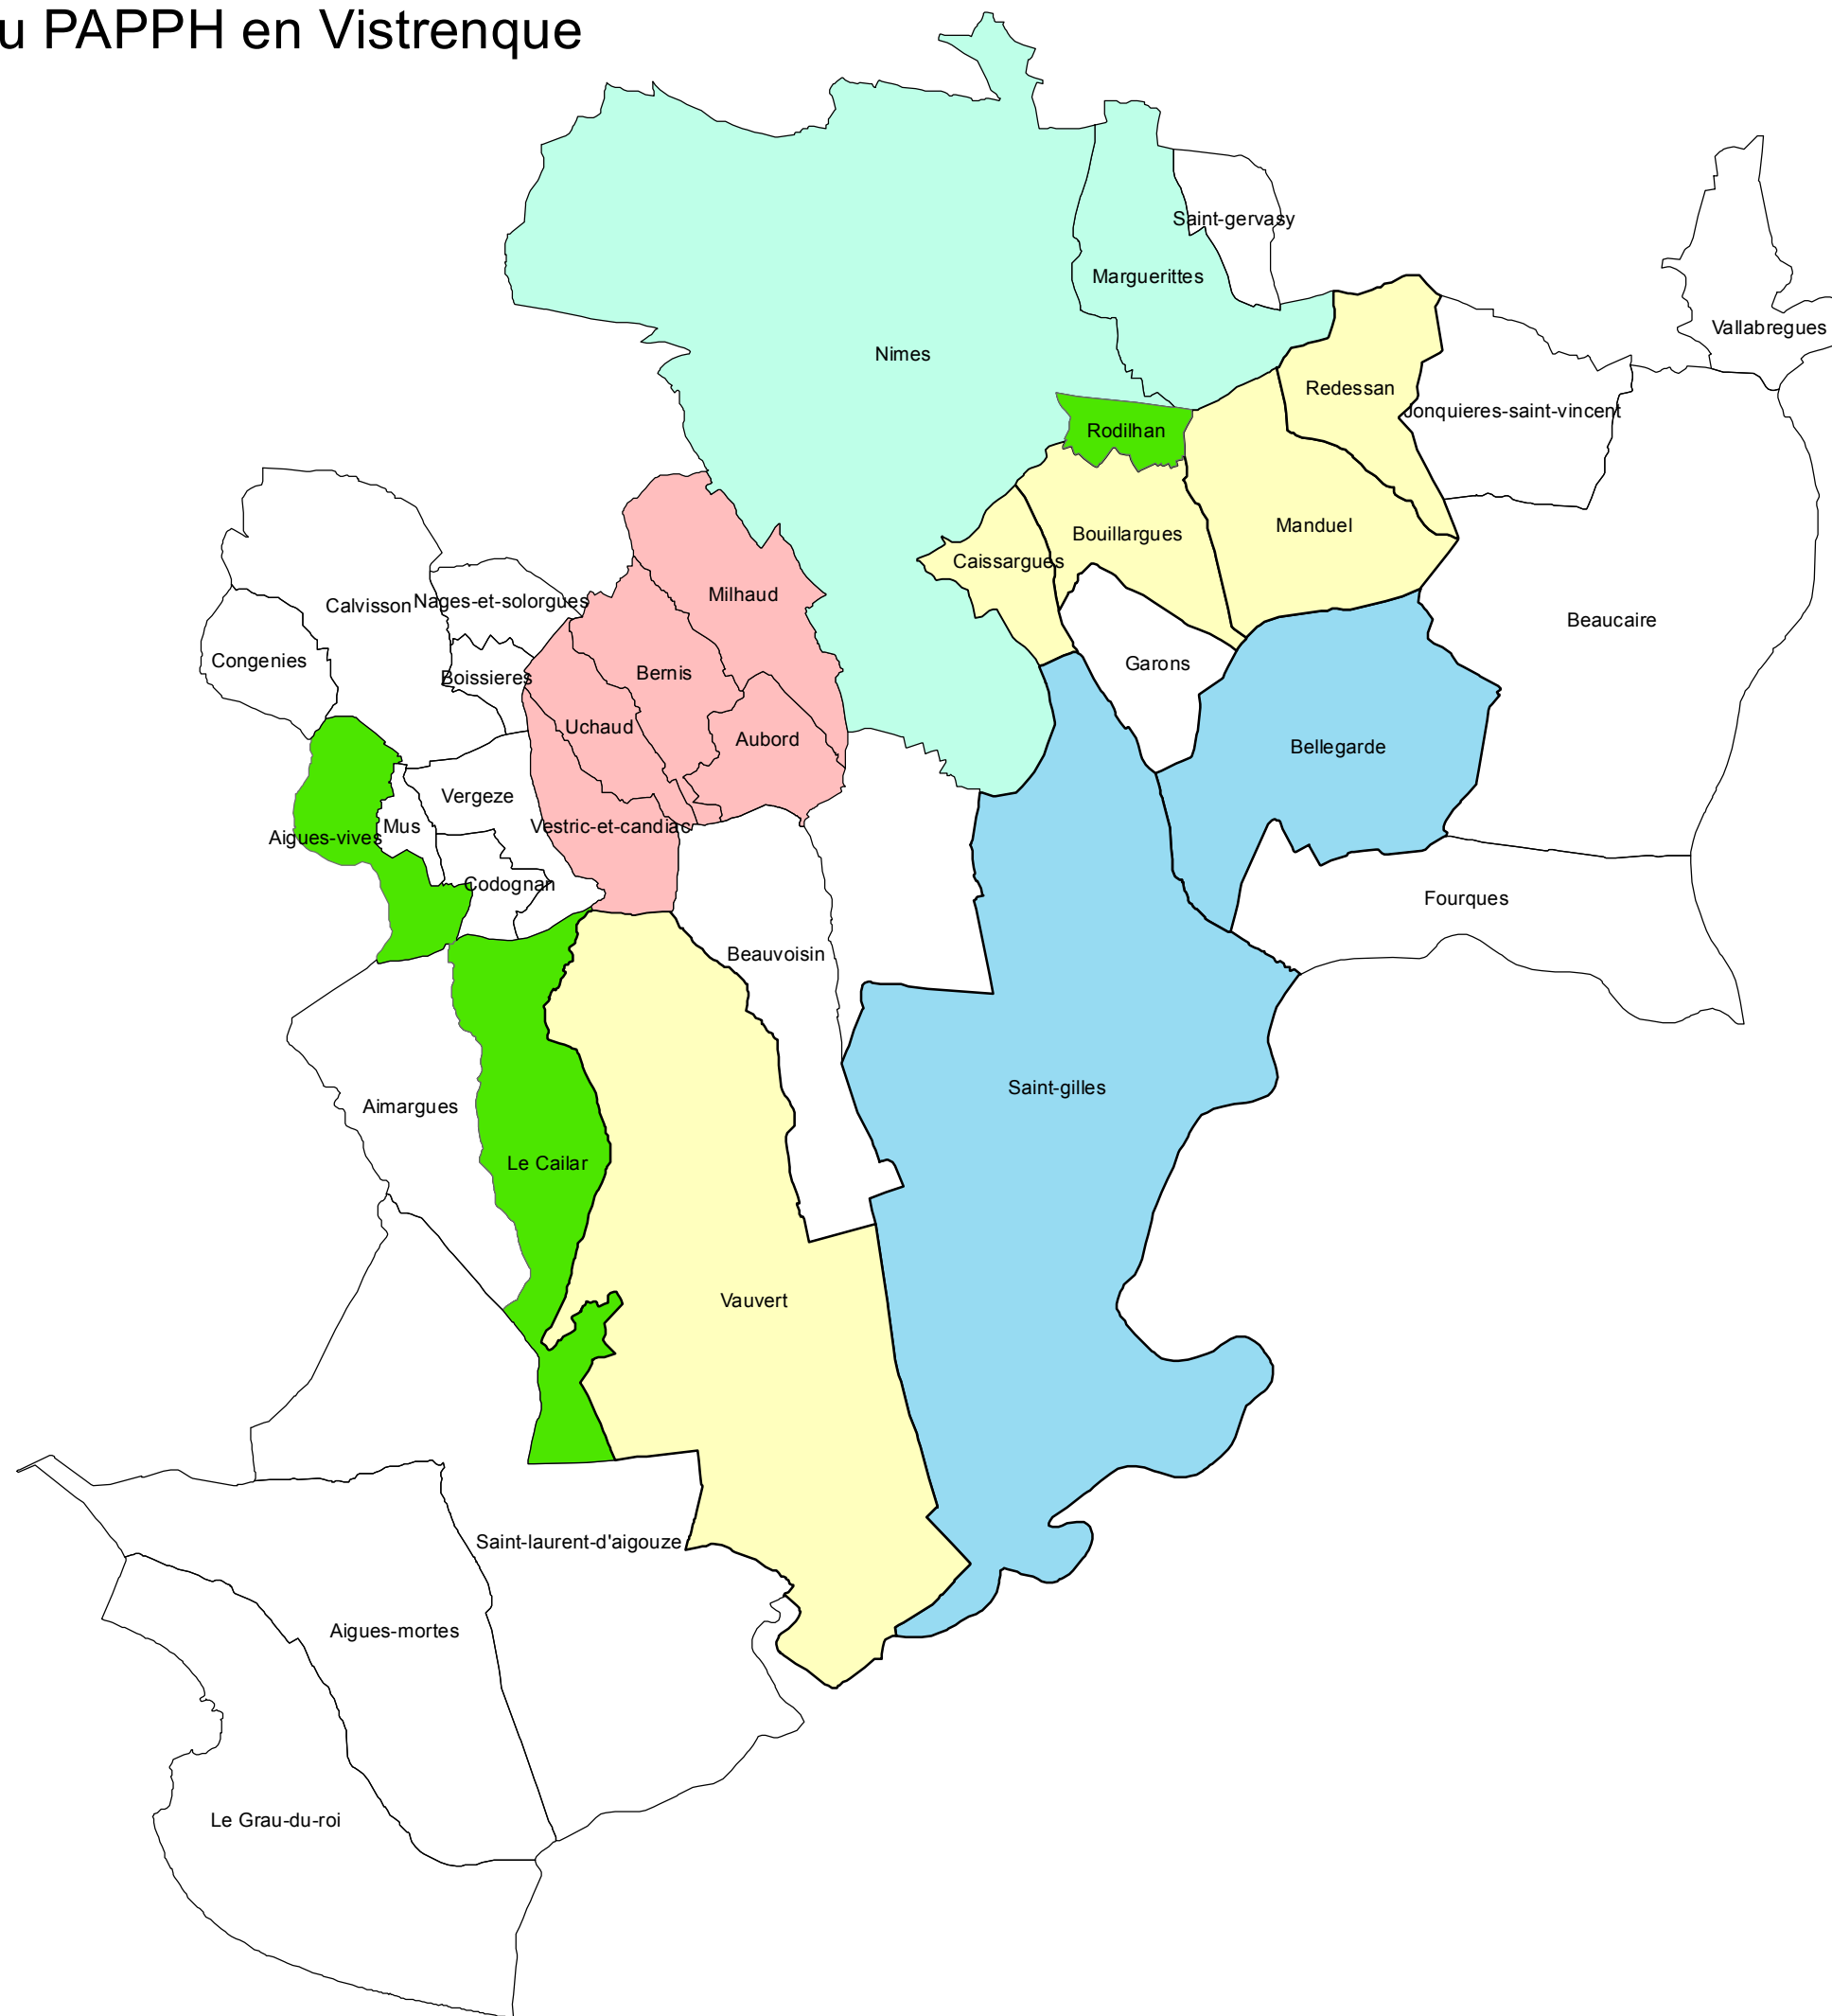 u PAPPH en Vistrenque
Saint-gervasy
Marguerittes
Vallabregues
Nimes
Redessan
Jonquieres-saint-vincent
Rodilhan
Manduel
Bouillargues
Caissargues
Milhaud
Nages-et-solorgues
Calvisson
Beaucaire
Congenies
Garons
Bernis
Boissieres
Uchaud
Aubord
Bellegarde
Vergeze
Mus
Vestric-et-candiac
Aigues-vives
Codognan
Fourques
Beauvoisin
Saint-gilles
Aimargues
Le Cailar
Vauvert
Saint-laurent-d'aigouze
Aigues-mortes
Le Grau-du-roi